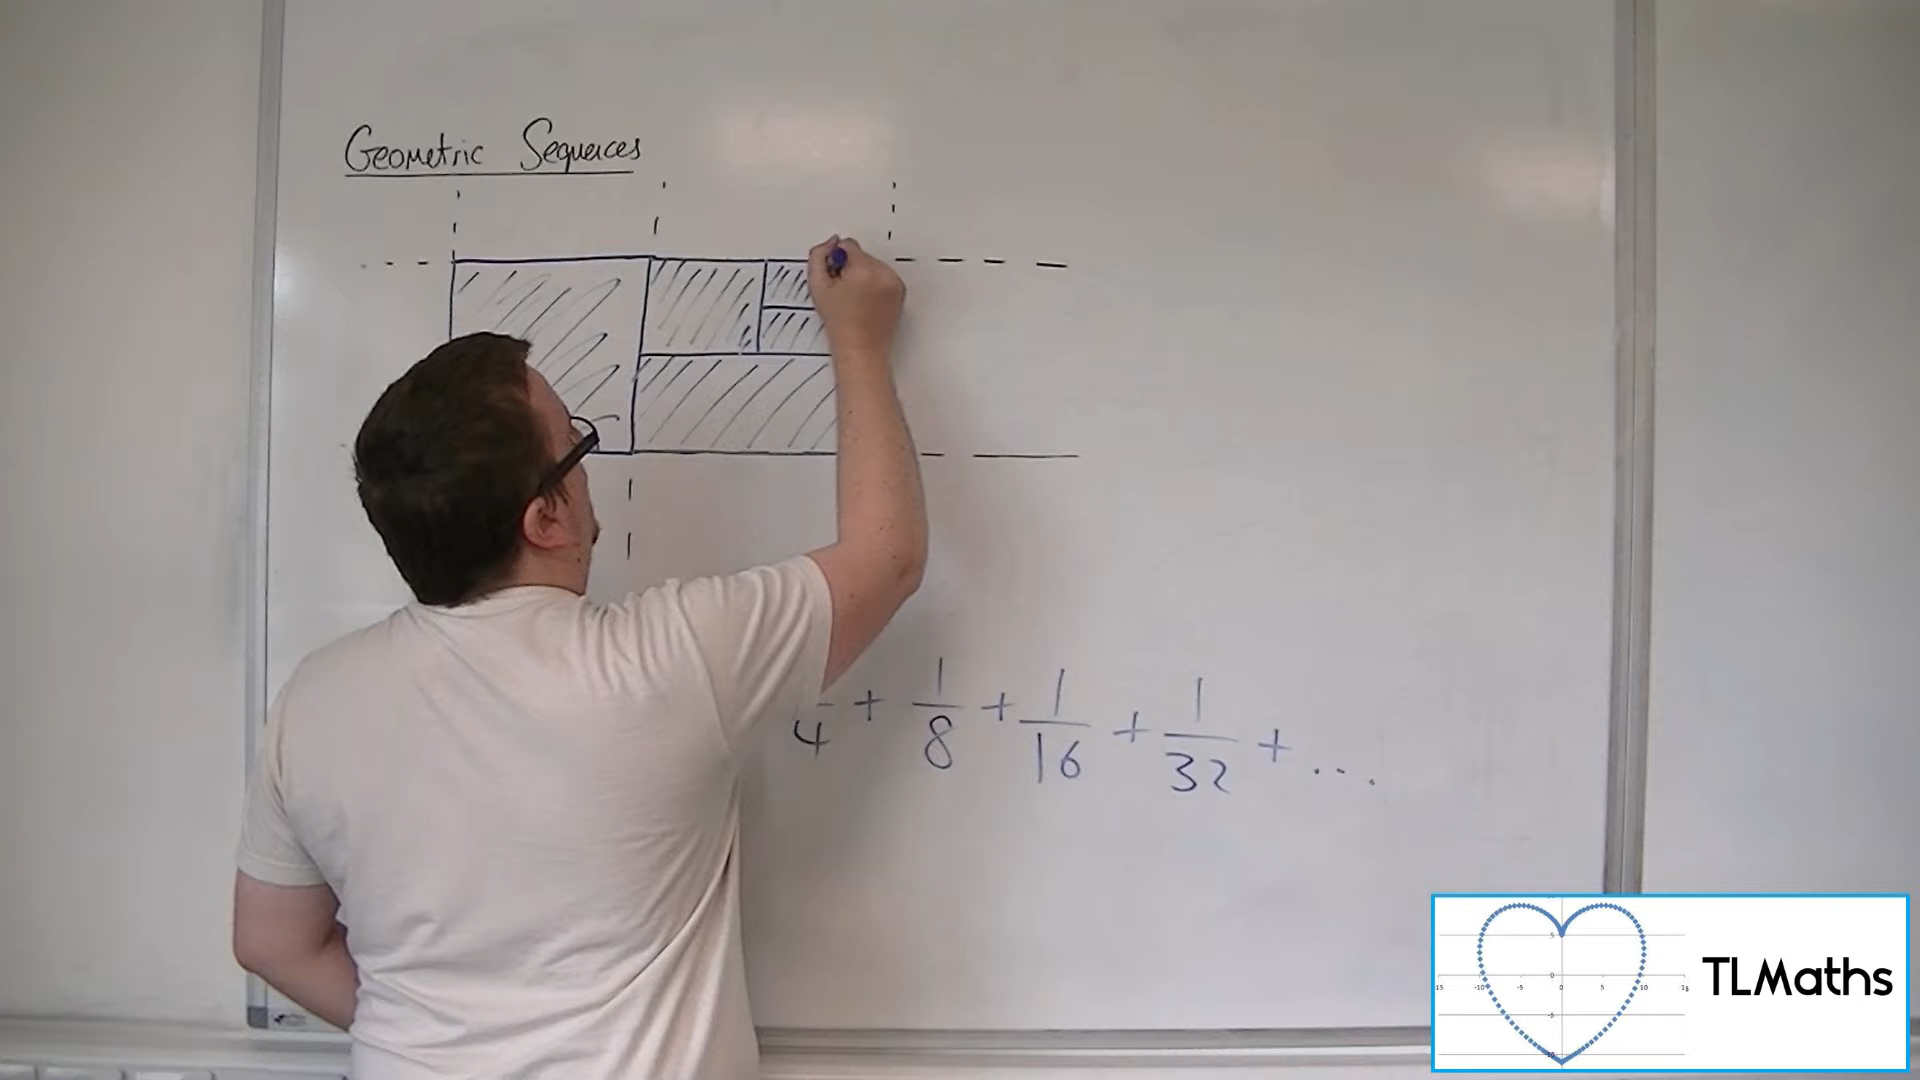 Geometric Sequences
4 + 1/8 + 1/16 + 1/32 + ...
TLMaths